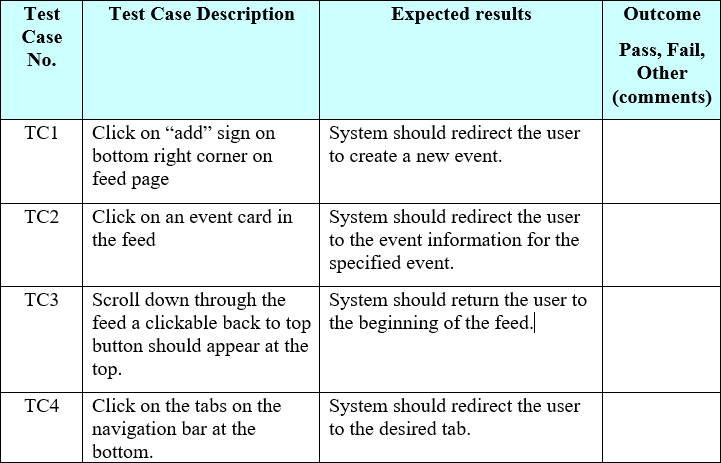 Test Case No.
Test Case Description
Expected results
Outcome
Pass, Fail, Other (comments)
TC1
Click on “add” sign on
bottom right corner on
feed page
System should redirect the user
to create a new event.
TC2
Click on an event card in
the feed
System should redirect the user
to the event information for the
specified event.
TC3
Scroll down through the
feed a clickable back to top
button should appear at the
top.
System should return the user to
the beginning of the feed.
TC4
Click on the tabs on the
navigation bar at the
bottom.
System should redirect the user
to the desired tab.